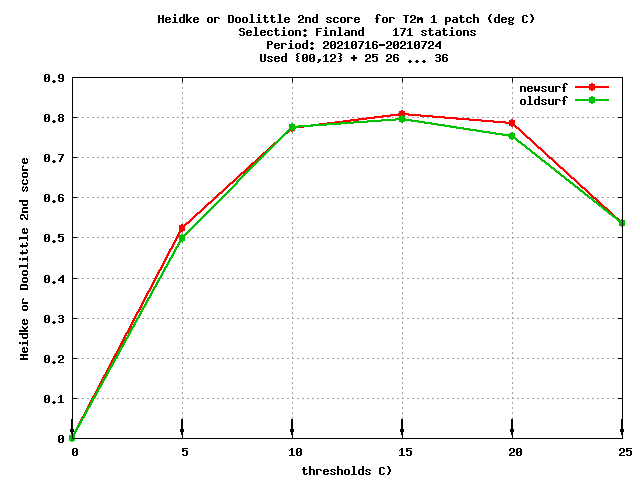 Heidke or Doolittle 2nd score  for T2m 1 patch (deg C)
Selection: Finland    171 stations
Period: 20210716-20210724
Used {00,12} + 25 26 ... 36
newsurf
oldsurf
Heidke or Doolittle 2nd score
0.9
0.8
0.7
0.6
0.5
0.4
0.3
0.2
0.1
0
0 5 10 15 20 25
thresholds C)